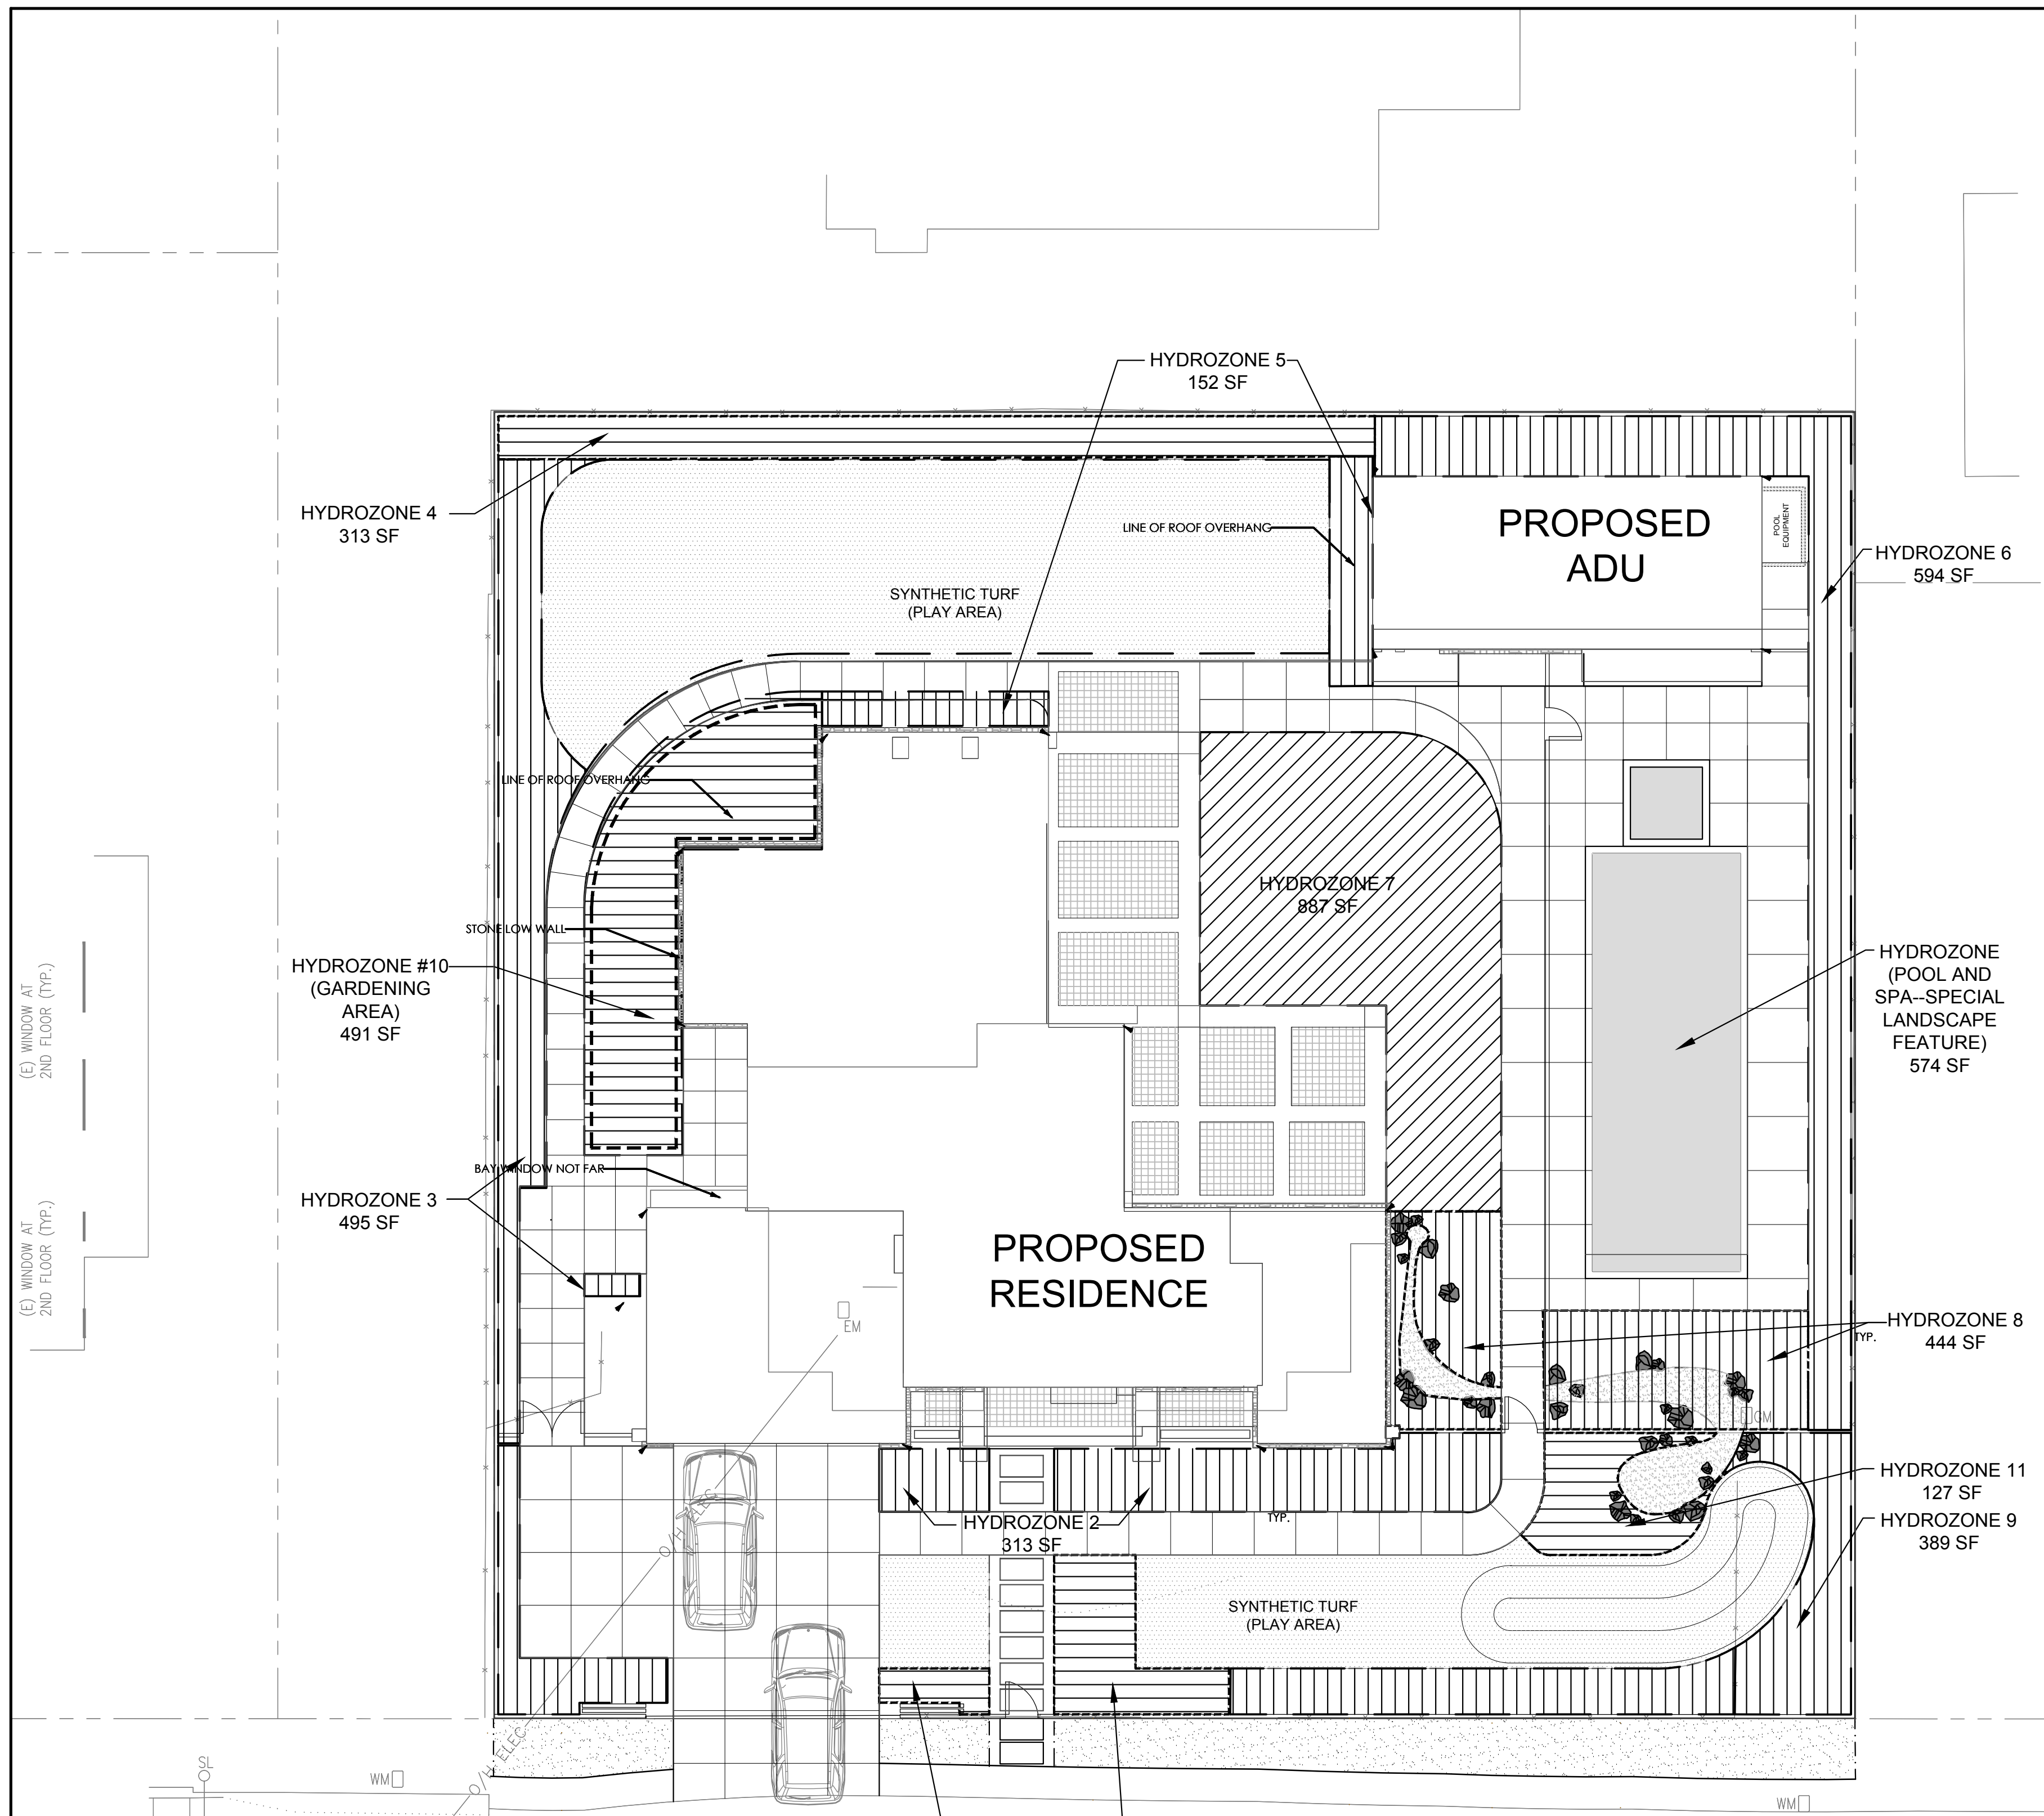 HYDROZONE 5
152 SF
HYDROZONE 4
313 SF
LINE OF ROOF OVERHANG
PROPOSED
ADU
POOL
EQUIPMENT
HYDROZONE 6
594 SF
SYNTHETIC TURF
(PLAY AREA)
LINE OF ROOF OVERHANG
HYDROZONE 7
887 SF
STONE LOW WALL
HYDROZONE #10
(GARDENING
AREA)
491 SF
HYDROZONE
(POOL AND
SPA--SPECIAL
LANDSCAPE
FEATURE)
574 SF
(E) WINDOW AT
2ND FLOOR (TYP.)
BAY WINDOW NOT FAR
HYDROZONE 3
495 SF
(E) WINDOW AT
2ND FLOOR (TYP.)
PROPOSED
RESIDENCE
EM
HYDROZONE 8
444 SF
TYP.
GM
HYDROZONE 11
127 SF
O/H ELEC
HYDROZONE 2
313 SF
TYP.
HYDROZONE 9
389 SF
SYNTHETIC TURF
(PLAY AREA)
O/H ELEC
SL
WM
WM